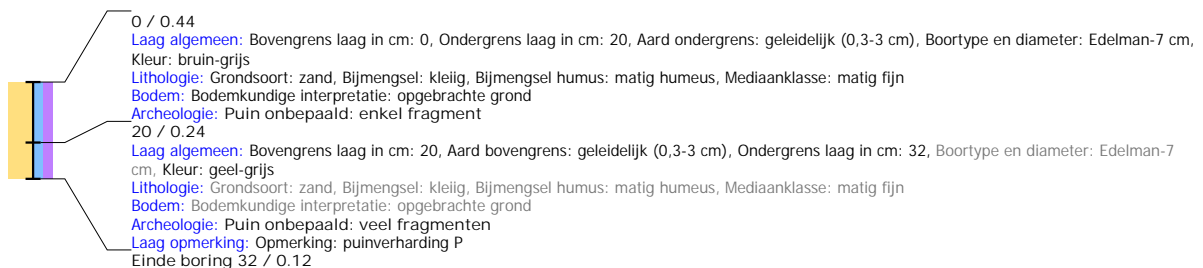 0 / 0.44
Laag algemeen: Bovengrens laag in cm: 0, Ondergrens laag in cm: 20, Aard ondergrens: geleidelijk (0,3-3 cm), Boortype en diameter: Edelman-7 cm,
Kleur: bruin-grijs
Lithologie: Grondsoort: zand, Bijmengsel: kleiig, Bijmengsel humus: matig humeus, Mediaanklasse: matig fijn
Bodem: Bodemkundige interpretatie: opgebrachte grond
Archeologie: Puin onbepaald: enkel fragment
20 / 0.24
Laag algemeen: Bovengrens laag in cm: 20, Aard bovengrens: geleidelijk (0,3-3 cm), Ondergrens laag in cm: 32, Boortype en diameter: Edelman-7
cm, Kleur: geel-grijs
Lithologie: Grondsoort: zand, Bijmengsel: kleiig, Bijmengsel humus: matig humeus, Mediaanklasse: matig fijn
Bodem: Bodemkundige interpretatie: opgebrachte grond
Archeologie: Puin onbepaald: veel fragmenten
Laag opmerking: Opmerking: puinverharding P
Einde boring 32 / 0.12